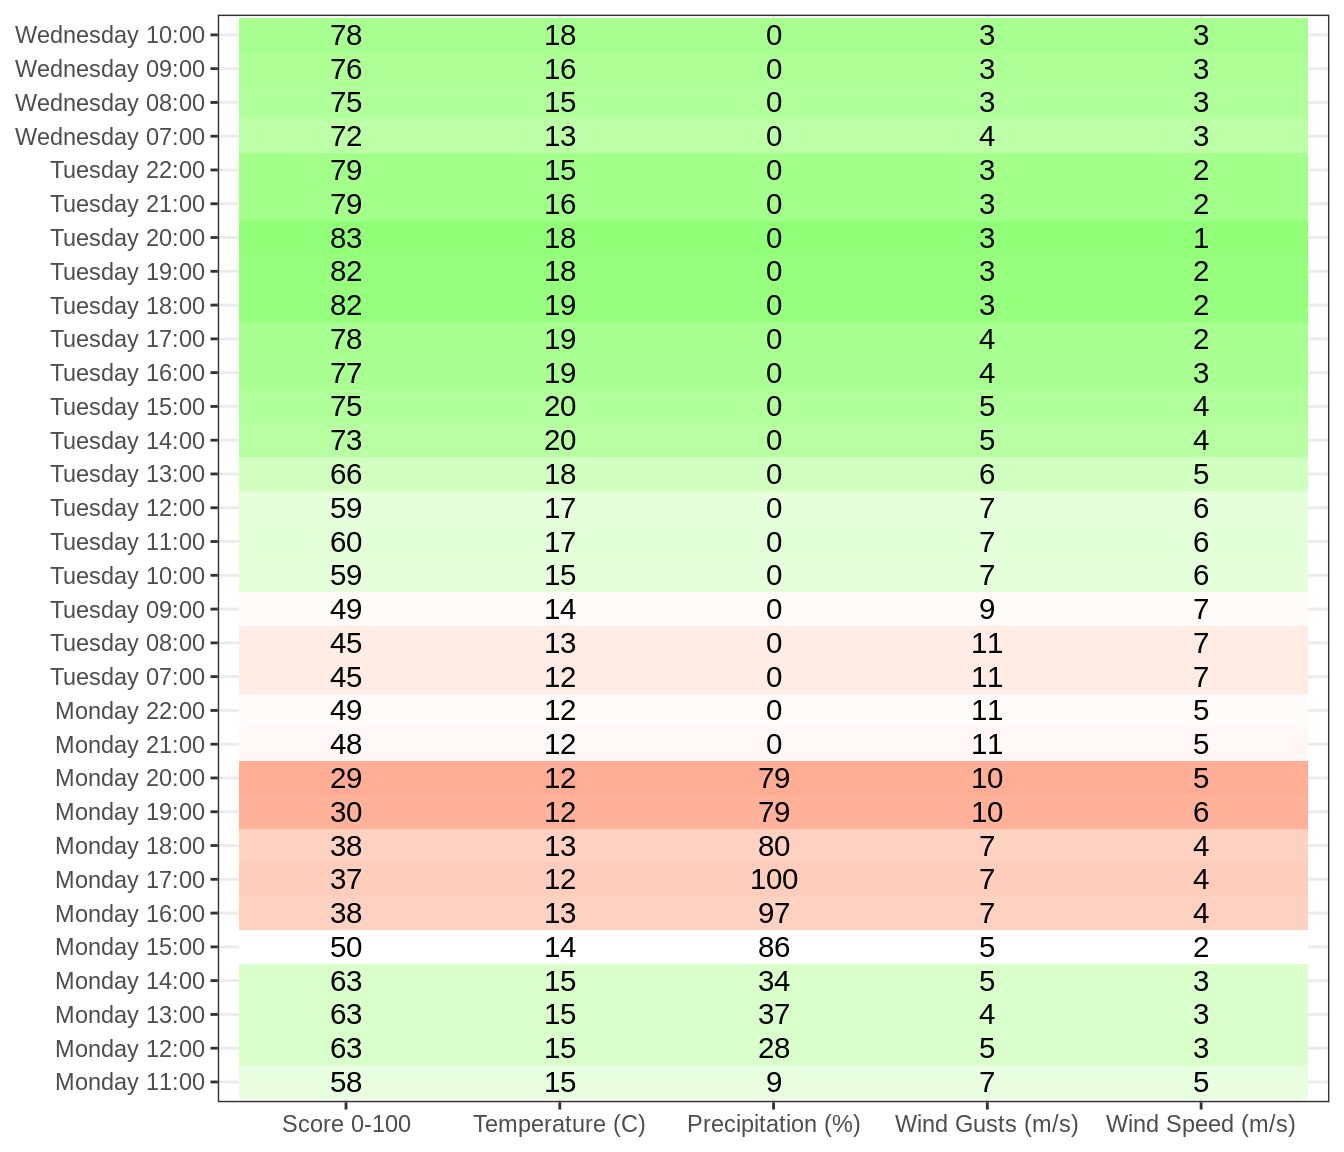 Wednesday 10:00 78 18 0 3 3
Wednesday 09:00 76 16 0 3 3
Wednesday 08:00 75 15 0 3 3
Wednesday 07:00 72 13 0 4 3
Tuesday 22:00 79 15 0 3 2
Tuesday 21:00 79 16 0 3 2
Tuesday 20:00 83 18 0 3 1
Tuesday 19:00 82 18 0 3 2
Tuesday 18:00 82 19 0 3 2
Tuesday 17:00 78 19 0 4 2
Tuesday 16:00 77 19 0 4 3
Tuesday 15:00 75 20 0 5 4
Tuesday 14:00 73 20 0 5 4
Tuesday 13:00 66 18 0 6 5
Tuesday 12:00 59 17 0 7 6
Tuesday 11:00 60 17 0 7 6
Tuesday 10:00 59 15 0 7 6
Tuesday 09:00 49 14 0 9 7
Tuesday 08:00 45 13 0 11 7
Tuesday 07:00 45 12 0 11 7
Monday 22:00 49 12 0 11 5
Monday 21:00 48 12 0 11 5
Monday 20:00 29 12 79 10 5
Monday 19:00 30 12 79 10 6
Monday 18:00 38 13 80 7 4
Monday 17:00 37 12 100 7 4
Monday 16:00 38 13 97 7 4
Monday 15:00 50 14 86 5 2
Monday 14:00 63 15 34 5 3
Monday 13:00 63 15 37 4 3
Monday 12:00 63 15 28 5 3
Monday 11:00 58 15 9 7 5
Score 0-100 Temperature (C) Precipitation (%) Wind Gusts (m/s) Wind Speed (m/s)